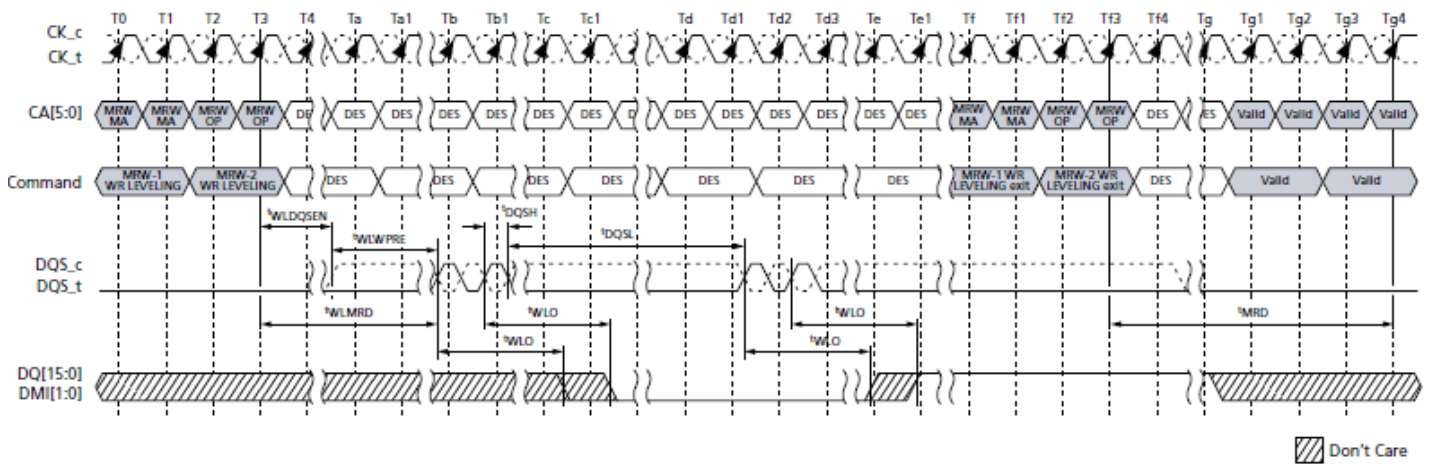 T0 T1 T2 T3 T4 Ta Ta1 Tb Tb1 Tc Tc1 Td Td1 Td2 Td3 Te Te1 Tf Tf1 Tf2 Tf3 Tf4 Tg Tg1 Tg2 Tg3 Tg4
CK_c
CK_t
CA[5:0] MRW MA MRW MA MRW OP MRW OP DE DES DES DES DES DES DES D DES DES DES DES DES DES MRW MA MRW MA MRW OP MRW OP DES ES Valid Valid Valid Valid
Command MRW-1 WR LEVELING MRW-2 WR LEVELING DES DES DES DES DES DES DES MRW-1 WR LEVELING exit MRW-2 WR LEVELING exit DES Valid Valid
tWLDQSEN tDQSH
tWLWPRE tDQSL
DQS_c
DQS_t
tWLMRD tWLO tWLO tMRD
tWLO tWLO
DQ[15:0]
DMI[1:0]
Don't Care